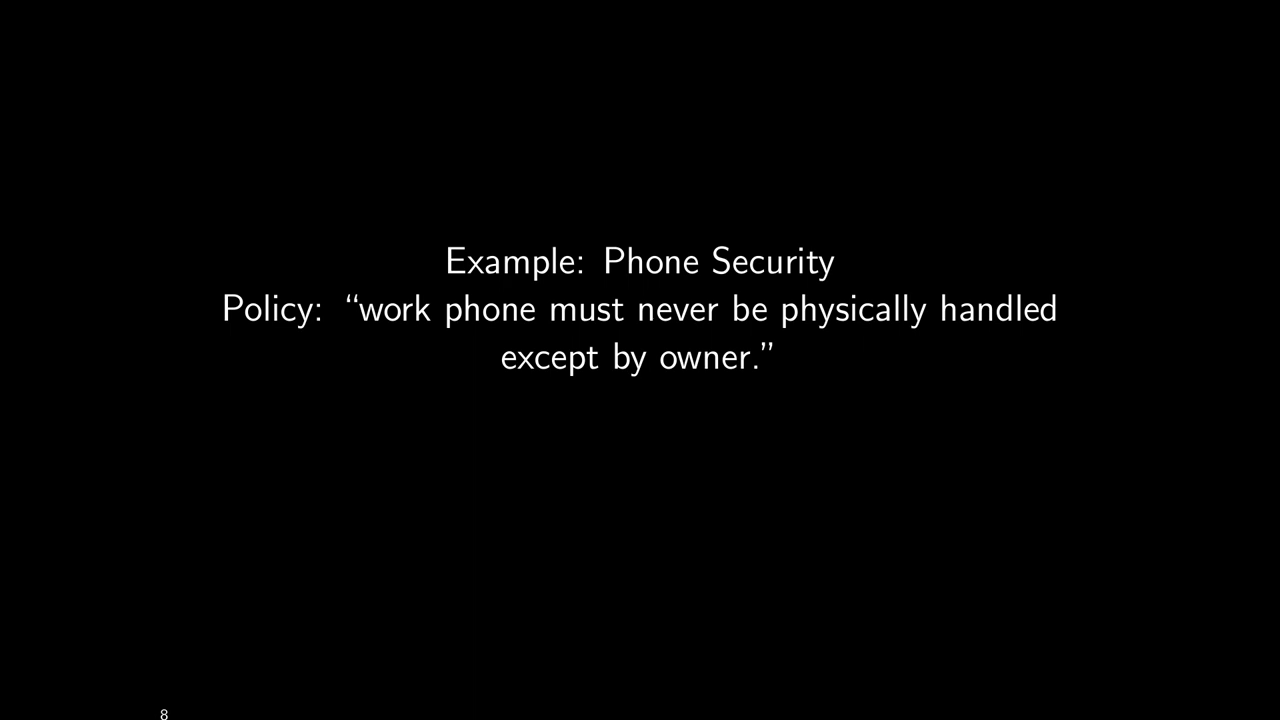 Example: Phone Security
Policy: “work phone must never be physically handled
except by owner.”
8